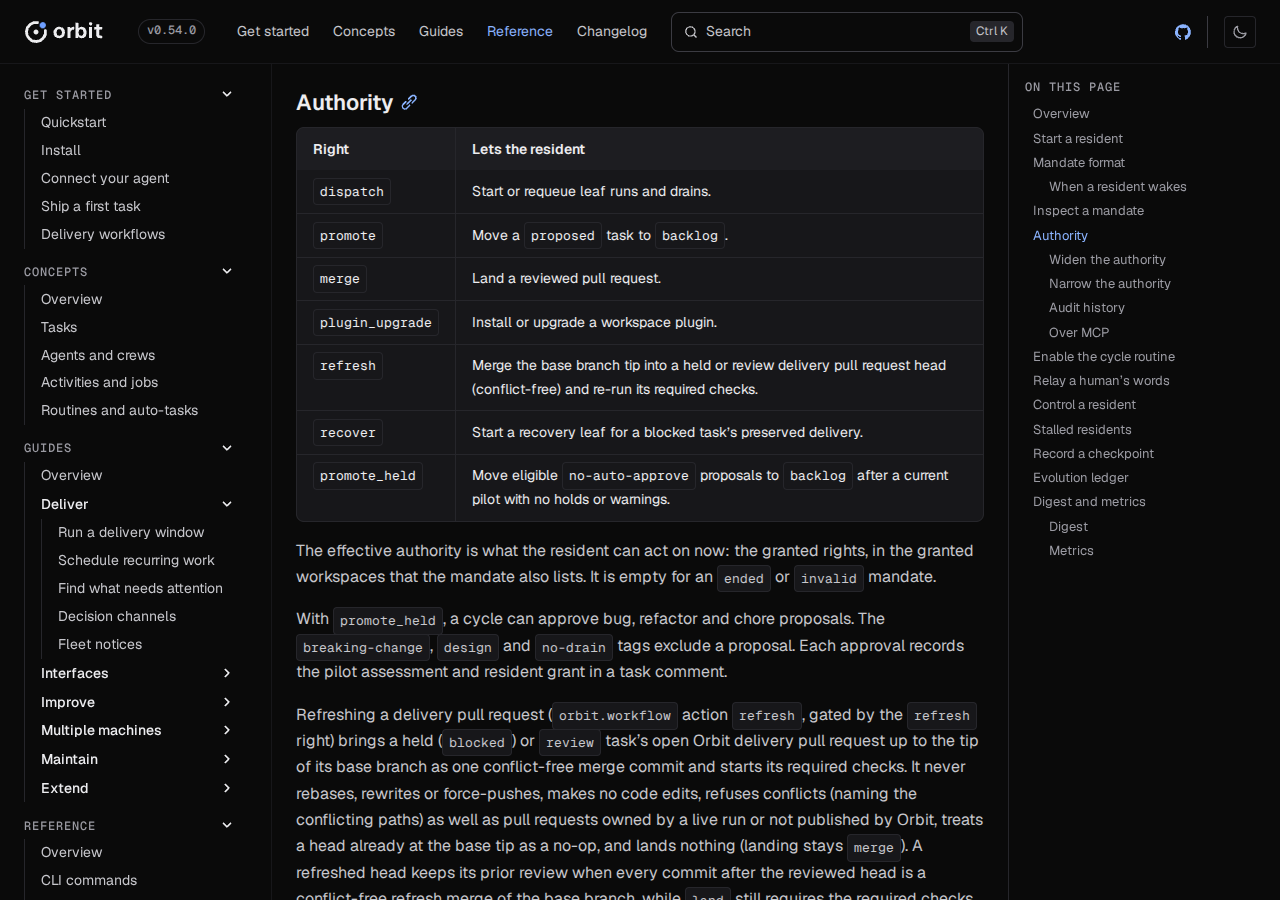 orbit
v0.54.0
Get started
Concepts
Guides
Reference
Changelog
Search
Ctrl K
GET STARTED
Quickstart
Install
Connect your agent
Ship a first task
Delivery workflows
CONCEPTS
Overview
Tasks
Agents and crews
Activities and jobs
Routines and auto-tasks
GUIDES
Overview
Deliver
Run a delivery window
Schedule recurring work
Find what needs attention
Decision channels
Fleet notices
Interfaces
Improve
Multiple machines
Maintain
Extend
REFERENCE
Overview
CLI commands
Authority
Right Lets the resident
dispatch Start or requeue leaf runs and drains.
promote Move a proposed task to backlog.
merge Land a reviewed pull request.
plugin_upgrade Install or upgrade a workspace plugin.
refresh Merge the base branch tip into a held or review delivery pull request head
(conflict-free) and re-run its required checks.
recover Start a recovery leaf for a blocked task's preserved delivery.
promote_held Move eligible no-auto-approve proposals to backlog after a current
pilot with no holds or warnings.
The effective authority is what the resident can act on now: the granted rights, in the granted
workspaces that the mandate also lists. It is empty for an ended or invalid mandate.
With promote_held, a cycle can approve bug, refactor and chore proposals. The
breaking-change, design and no-drain tags exclude a proposal. Each approval records
the pilot assessment and resident grant in a task comment.
Refreshing a delivery pull request (orbit.workflow action refresh, gated by the refresh
right) brings a held (blocked) or review task's open Orbit delivery pull request up to the tip
of its base branch as one conflict-free merge commit and starts its required checks. It never
rebases, rewrites or force-pushes, makes no code edits, refuses conflicts (naming the
conflicting paths) as well as pull requests owned by a live run or not published by Orbit, treats
a head already at the base tip as a no-op, and lands nothing (landing stays merge). A
refreshed head keeps its prior review when every commit after the reviewed head is a
conflict-free refresh merge of the base branch, while land still requires the required checks
ON THIS PAGE
Overview
Start a resident
Mandate format
When a resident wakes
Inspect a mandate
Authority
Widen the authority
Narrow the authority
Audit history
Over MCP
Enable the cycle routine
Relay a human's words
Control a resident
Stalled residents
Record a checkpoint
Evolution ledger
Digest and metrics
Digest
Metrics